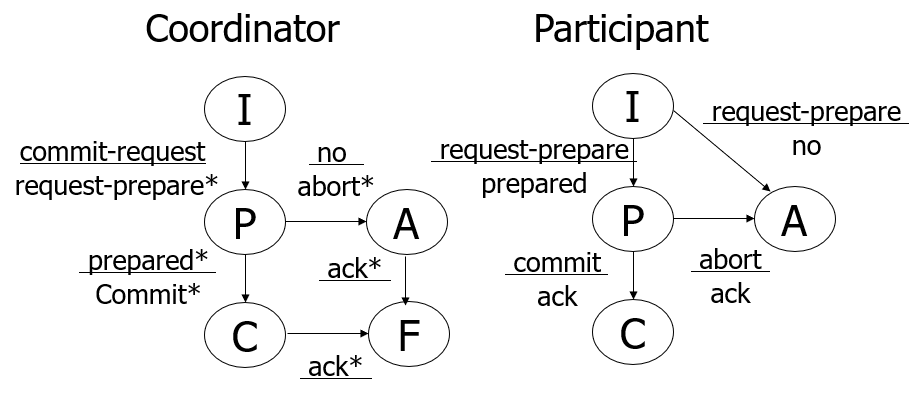 Coordinator
I
commit-request
request-prepare*
P
no
abort*
A
prepared*
Commit*
ack*
C
ack*
F
Participant
I
request-prepare
no
request-prepare
prepared
P
A
commit
ack
abort
ack
C